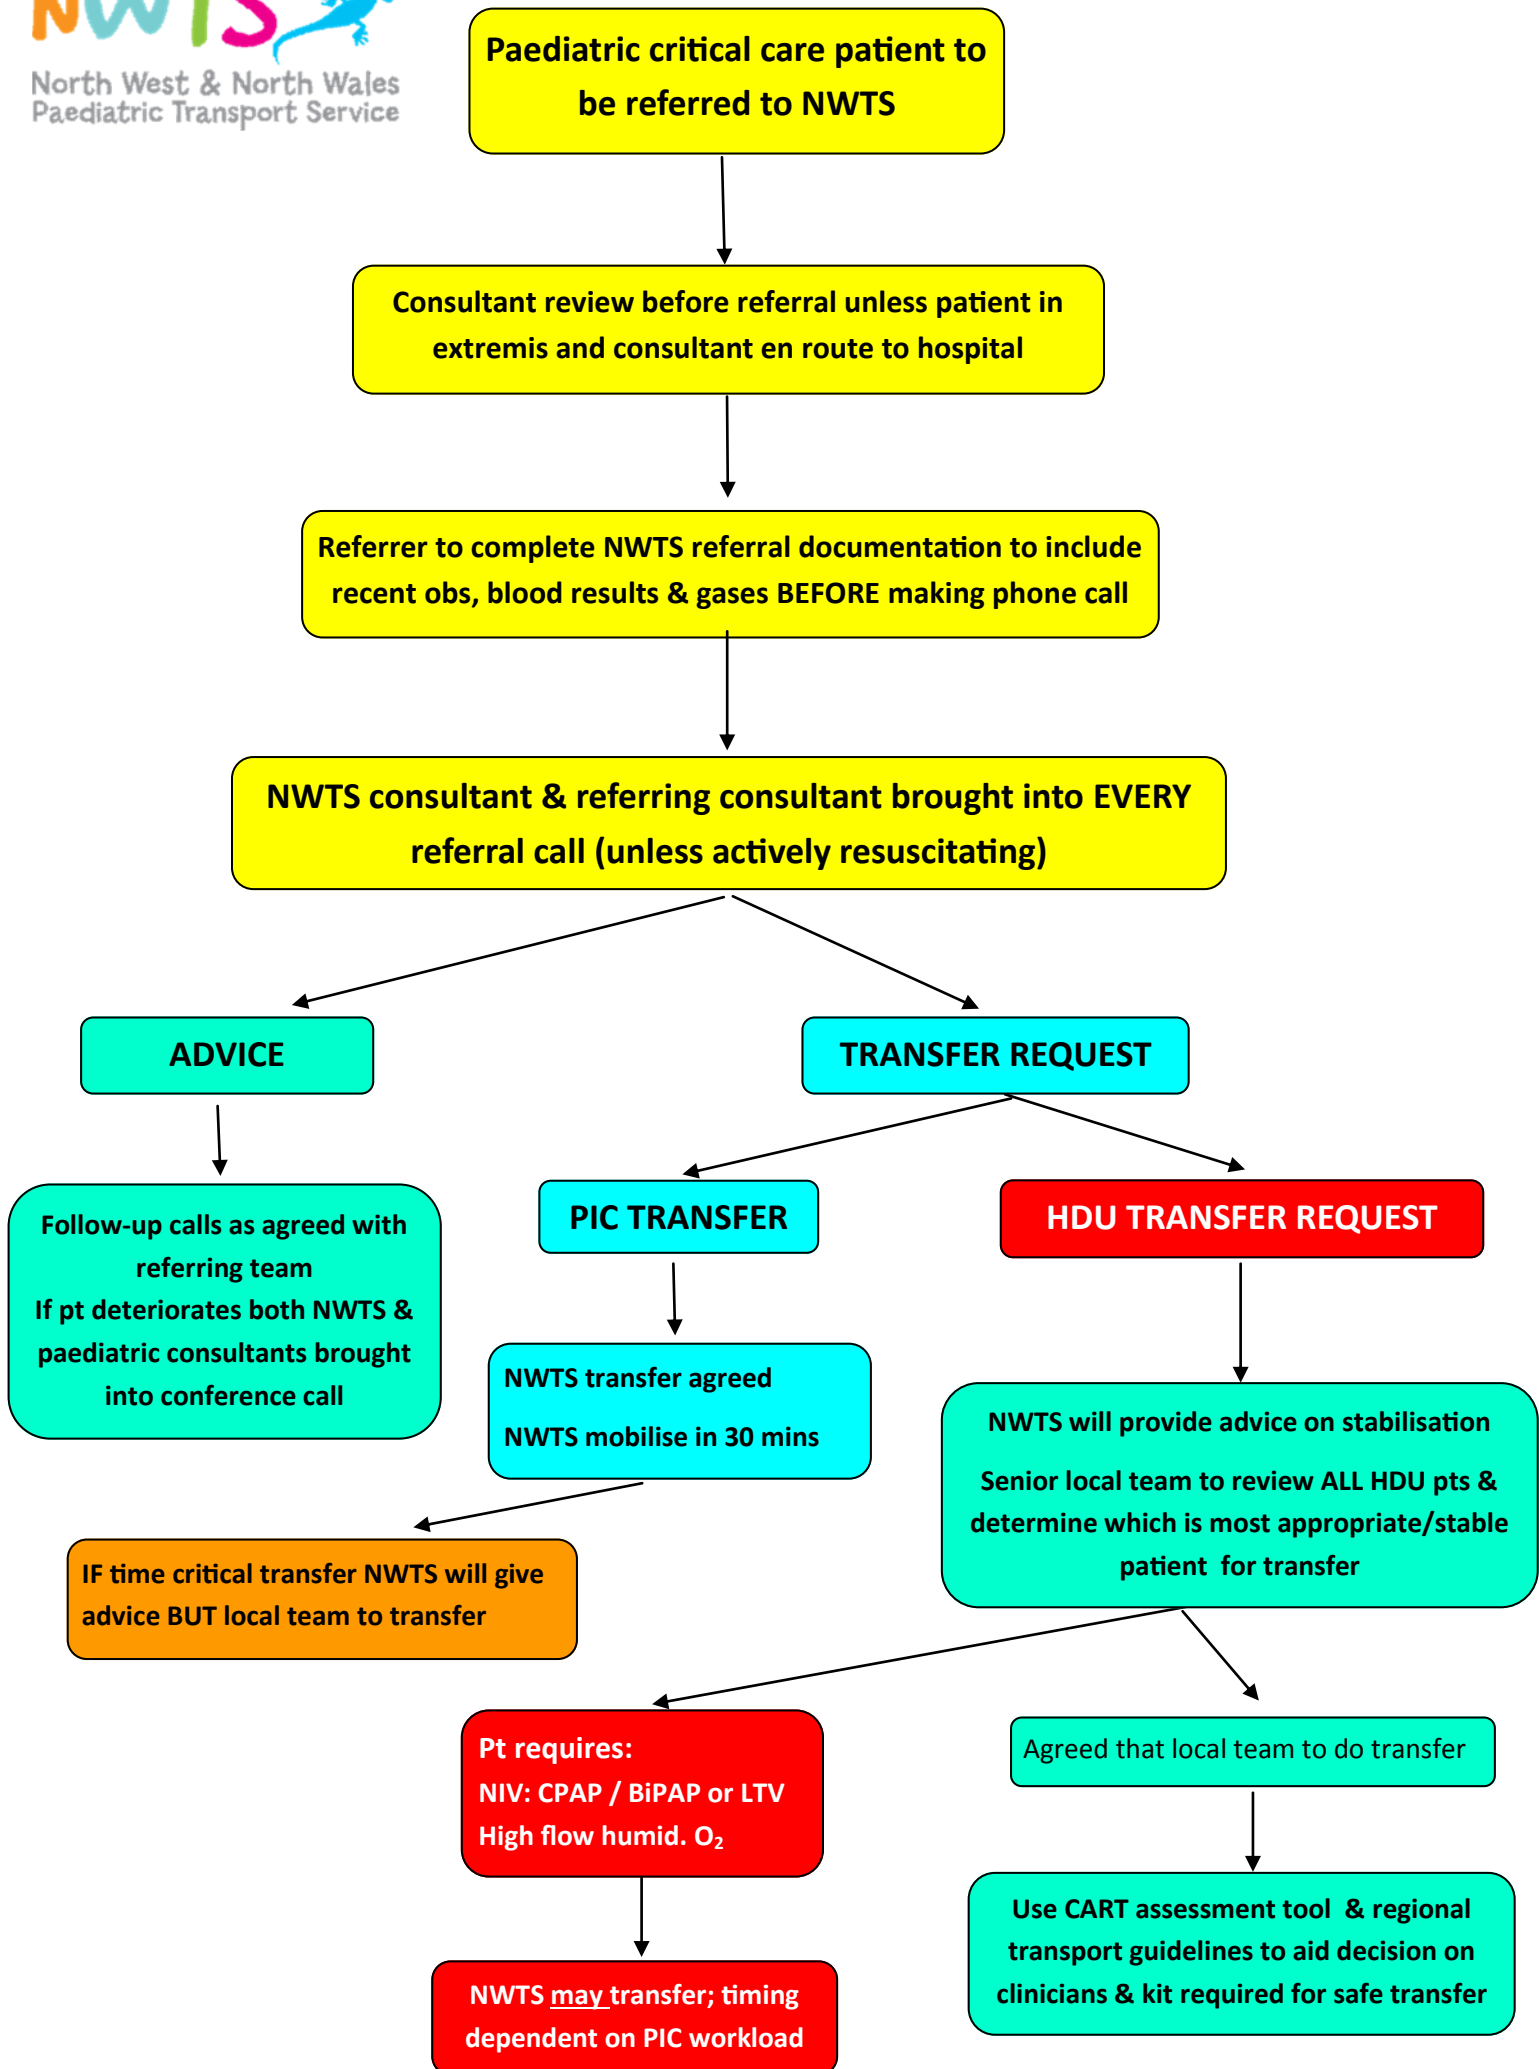 NWTS
North West & North Wales
Paediatric Transport Service
Paediatric critical care patient to
be referred to NWTS
Consultant review before referral unless patient in
extremis and consultant en route to hospital
Referrer to complete NWTS referral documentation to include
recent obs, blood results & gases BEFORE making phone call
NWTS consultant & referring consultant brought into EVERY
referral call (unless actively resuscitating)
ADVICE
TRANSFER REQUEST
Follow-up calls as agreed with
referring team
If pt deteriorates both NWTS &
paediatric consultants brought
into conference call
PIC TRANSFER
HDU TRANSFER REQUEST
NWTS transfer agreed
NWTS mobilise in 30 mins
NWTS will provide advice on stabilisation
Senior local team to review ALL HDU pts &
determine which is most appropriate/stable
patient for transfer
IF time critical transfer NWTS will give
advice BUT local team to transfer
Pt requires:
NIV: CPAP / BiPAP or LTV
High flow humid. O₂
Agreed that local team to do transfer
NWTS may transfer; timing
dependent on PIC workload
Use CART assessment tool & regional
transport guidelines to aid decision on
clinicians & kit required for safe transfer